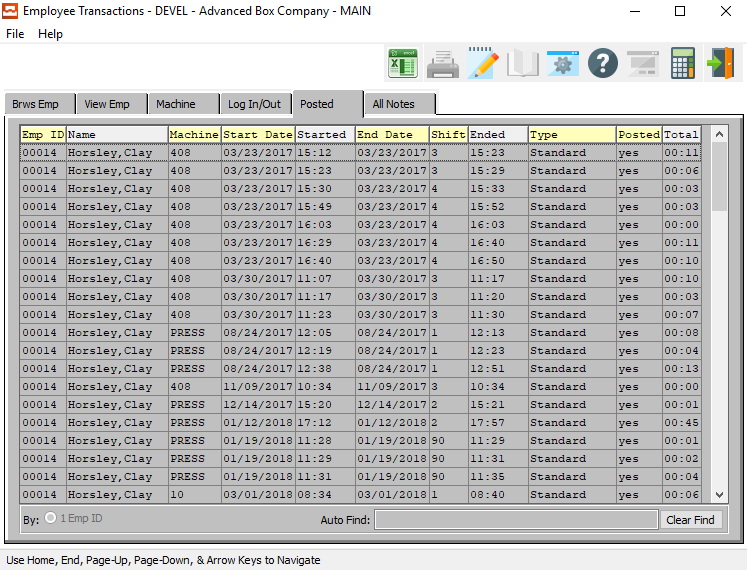 Employee Transactions - DEVEL - Advanced Box Company - MAIN
File Help
Brws Emp View Emp Machine Log In/Out Posted All Notes
Emp ID Name Machine Start Date Started End Date Shift Ended Type Posted Total
00014 Horsley,Clay 408 03/23/2017 15:12 03/23/2017 3 15:23 Standard yes 00:11
00014 Horsley,Clay 408 03/23/2017 15:23 03/23/2017 3 15:29 Standard yes 00:06
00014 Horsley,Clay 408 03/23/2017 15:30 03/23/2017 4 15:33 Standard yes 00:03
00014 Horsley,Clay 408 03/23/2017 15:49 03/23/2017 4 15:52 Standard yes 00:03
00014 Horsley,Clay 408 03/23/2017 16:03 03/23/2017 4 16:03 Standard yes 00:00
00014 Horsley,Clay 408 03/23/2017 16:29 03/23/2017 4 16:40 Standard yes 00:11
00014 Horsley,Clay 408 03/23/2017 16:40 03/23/2017 4 16:50 Standard yes 00:10
00014 Horsley,Clay 408 03/30/2017 11:07 03/30/2017 3 11:17 Standard yes 00:10
00014 Horsley,Clay 408 03/30/2017 11:17 03/30/2017 3 11:20 Standard yes 00:03
00014 Horsley,Clay 408 03/30/2017 11:23 03/30/2017 3 11:30 Standard yes 00:07
00014 Horsley,Clay PRESS 08/24/2017 12:05 08/24/2017 1 12:13 Standard yes 00:08
00014 Horsley,Clay PRESS 08/24/2017 12:19 08/24/2017 1 12:23 Standard yes 00:04
00014 Horsley,Clay PRESS 08/24/2017 12:38 08/24/2017 1 12:51 Standard yes 00:13
00014 Horsley,Clay 408 11/09/2017 10:34 11/09/2017 3 10:34 Standard yes 00:00
00014 Horsley,Clay PRESS 12/14/2017 15:20 12/14/2017 2 15:21 Standard yes 00:01
00014 Horsley,Clay PRESS 01/12/2018 17:12 01/12/2018 2 17:57 Standard yes 00:45
00014 Horsley,Clay PRESS 01/19/2018 11:28 01/19/2018 90 11:29 Standard yes 00:01
00014 Horsley,Clay PRESS 01/19/2018 11:29 01/19/2018 90 11:31 Standard yes 00:02
00014 Horsley,Clay PRESS 01/19/2018 11:31 01/19/2018 90 11:35 Standard yes 00:04
00014 Horsley,Clay 10 03/01/2018 08:34 03/01/2018 1 08:40 Standard yes 00:06
By: 1 Emp ID Auto Find: Clear Find
Use Home, End, Page-Up, Page-Down, & Arrow Keys to Navigate